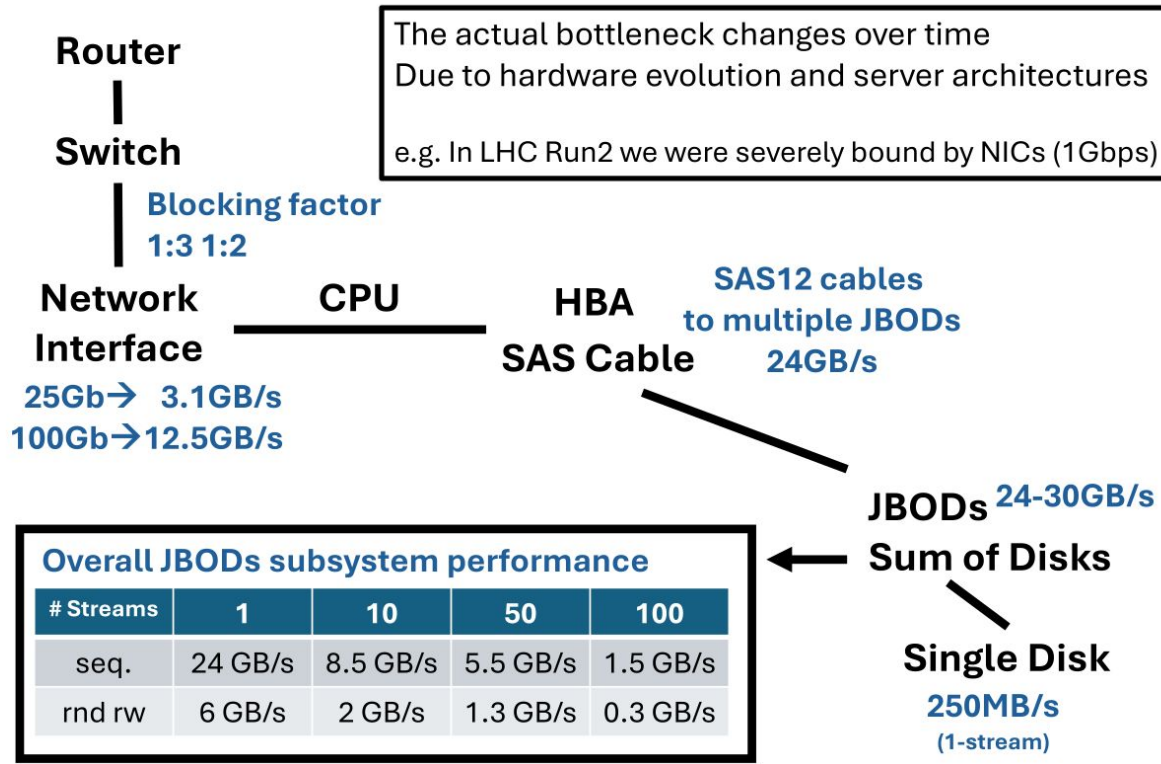 Router
The actual bottleneck changes over time
Due to hardware evolution and server architectures
e.g. In LHC Run2 we were severely bound by NICs (1Gbps)
Switch
Blocking factor
1:3 1:2
Network
Interface
25Gb→ 3.1GB/s
100Gb→12.5GB/s
CPU
HBA
SAS Cable
SAS12 cables
to multiple JBODs
24GB/s
JBODs 24-30GB/s
Sum of Disks
Single Disk
250MB/s
(1-stream)
Overall JBODs subsystem performance
# Streams 1 10 50 100
seq. 24 GB/s 8.5 GB/s 5.5 GB/s 1.5 GB/s
rnd rw 6 GB/s 2 GB/s 1.3 GB/s 0.3 GB/s